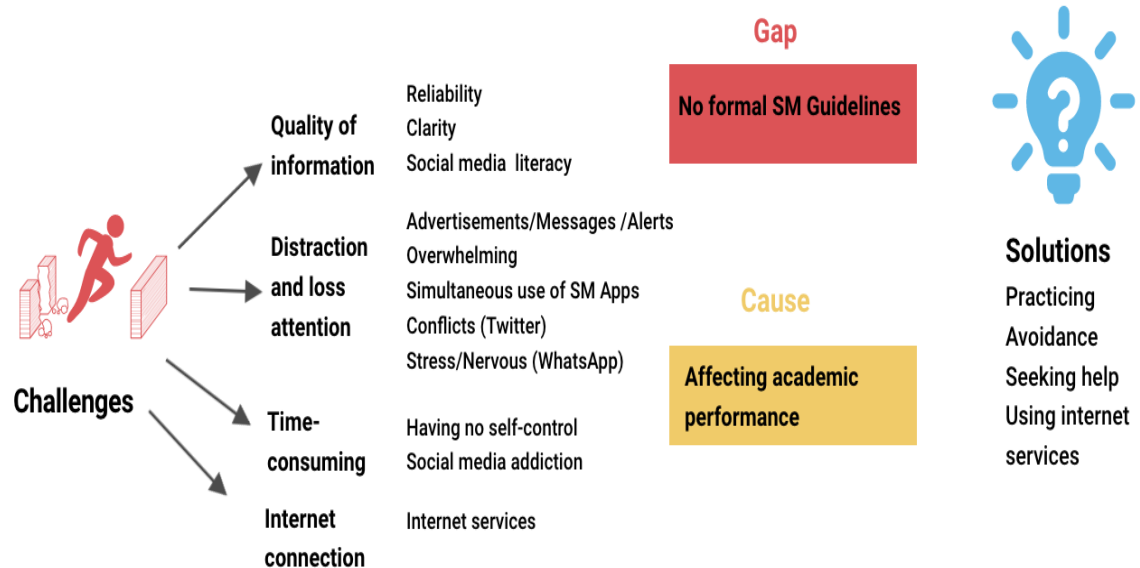 Challenges
Quality of
information
Reliability
Clarity
Social media literacy
Distraction
and loss
attention
Advertisements/Messages /Alerts
Overwhelming
Simultaneous use of SM Apps
Conflicts (Twitter)
Stress/Nervous (WhatsApp)
Time-
consuming
Having no self-control
Social media addiction
Internet
connection
Internet services
Gap
No formal SM Guidelines
Cause
Affecting academic
performance
?
Solutions
Practicing
Avoidance
Seeking help
Using internet
services